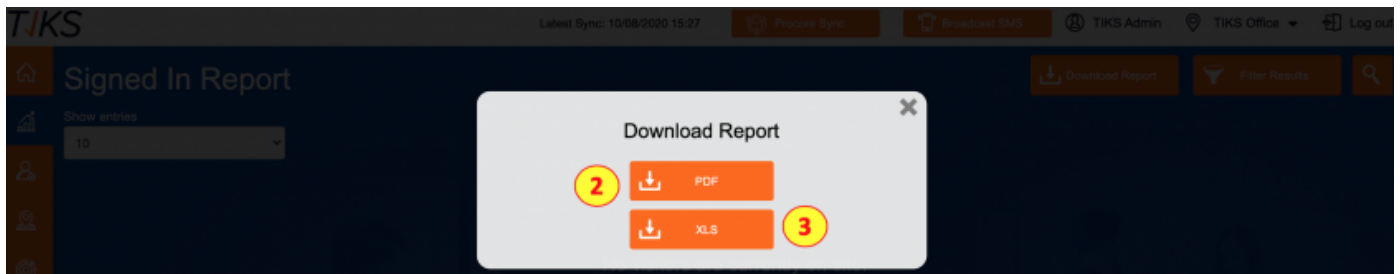 TIKS
Latest Sync: 10/08/2020 15:27
Procore Sync
Broadcast SMS
TIKS Admin
TIKS Office
Log out
Signed In Report
Download Report
Filter Results
Show entries
10
Download Report
2
PDF
XLS
3